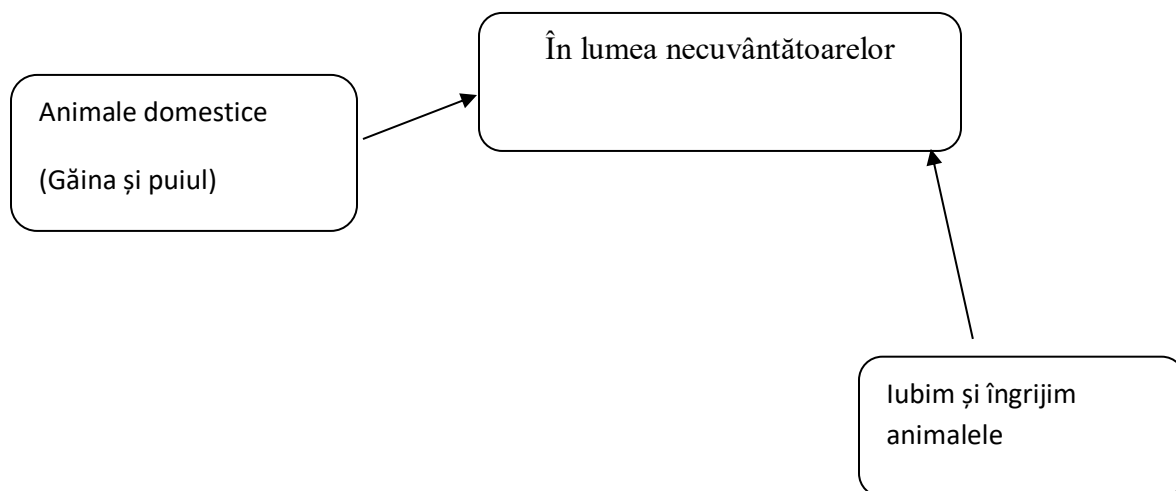 În lumea necuvântătoarelor
Animale domestice
(Găina și puiul)
Iubim și îngrijim
animalele